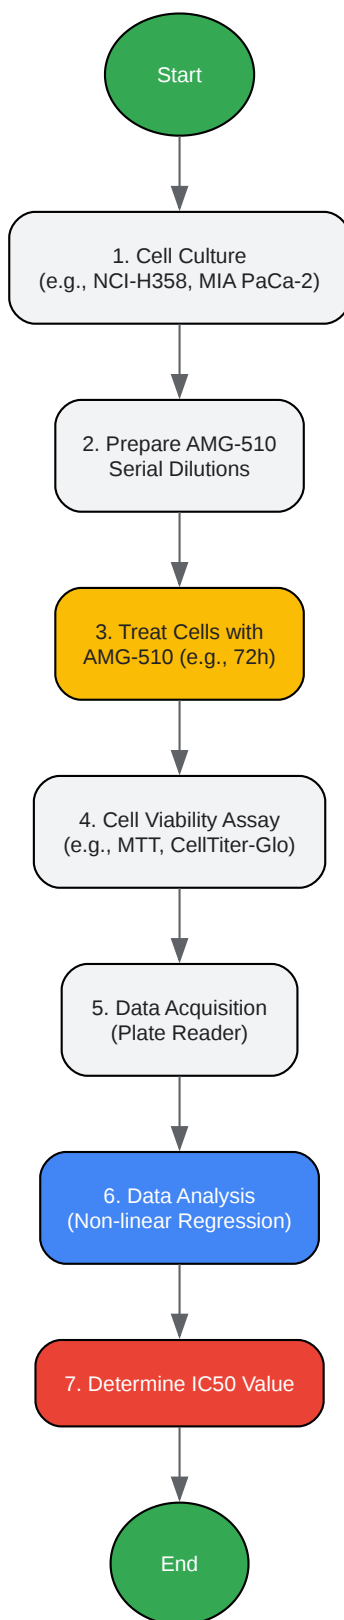 Start
1. Cell Culture
(e.g., NCI-H358, MIA PaCa-2)
2. Prepare AMG-510
Serial Dilutions
3. Treat Cells with
AMG-510 (e.g., 72h)
4. Cell Viability Assay
(e.g., MTT, CellTiter-Glo)
5. Data Acquisition
(Plate Reader)
6. Data Analysis
(Non-linear Regression)
7. Determine IC50 Value
End